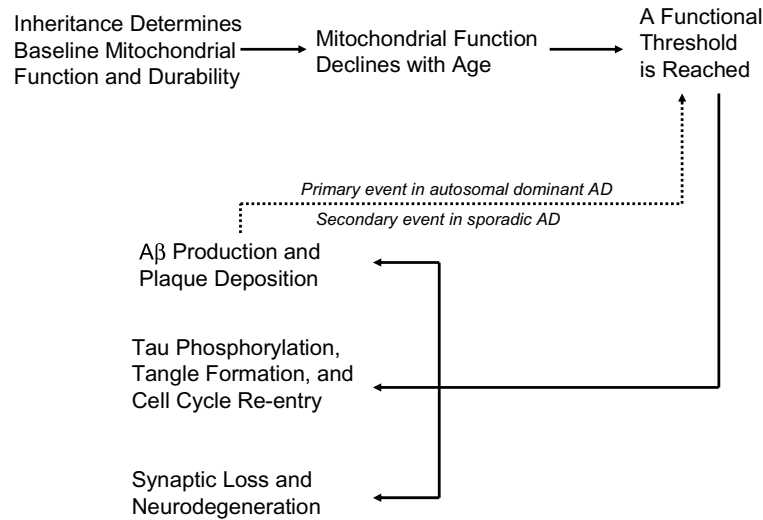 Inheritance Determines
Baseline Mitochondrial
Function and Durability
Mitochondrial Function
Declines with Age
A Functional
Threshold
is Reached
Primary event in autosomal dominant AD
Secondary event in sporadic AD
Aβ Production and
Plaque Deposition
Tau Phosphorylation,
Tangle Formation, and
Cell Cycle Re-entry
Synaptic Loss and
Neurodegeneration